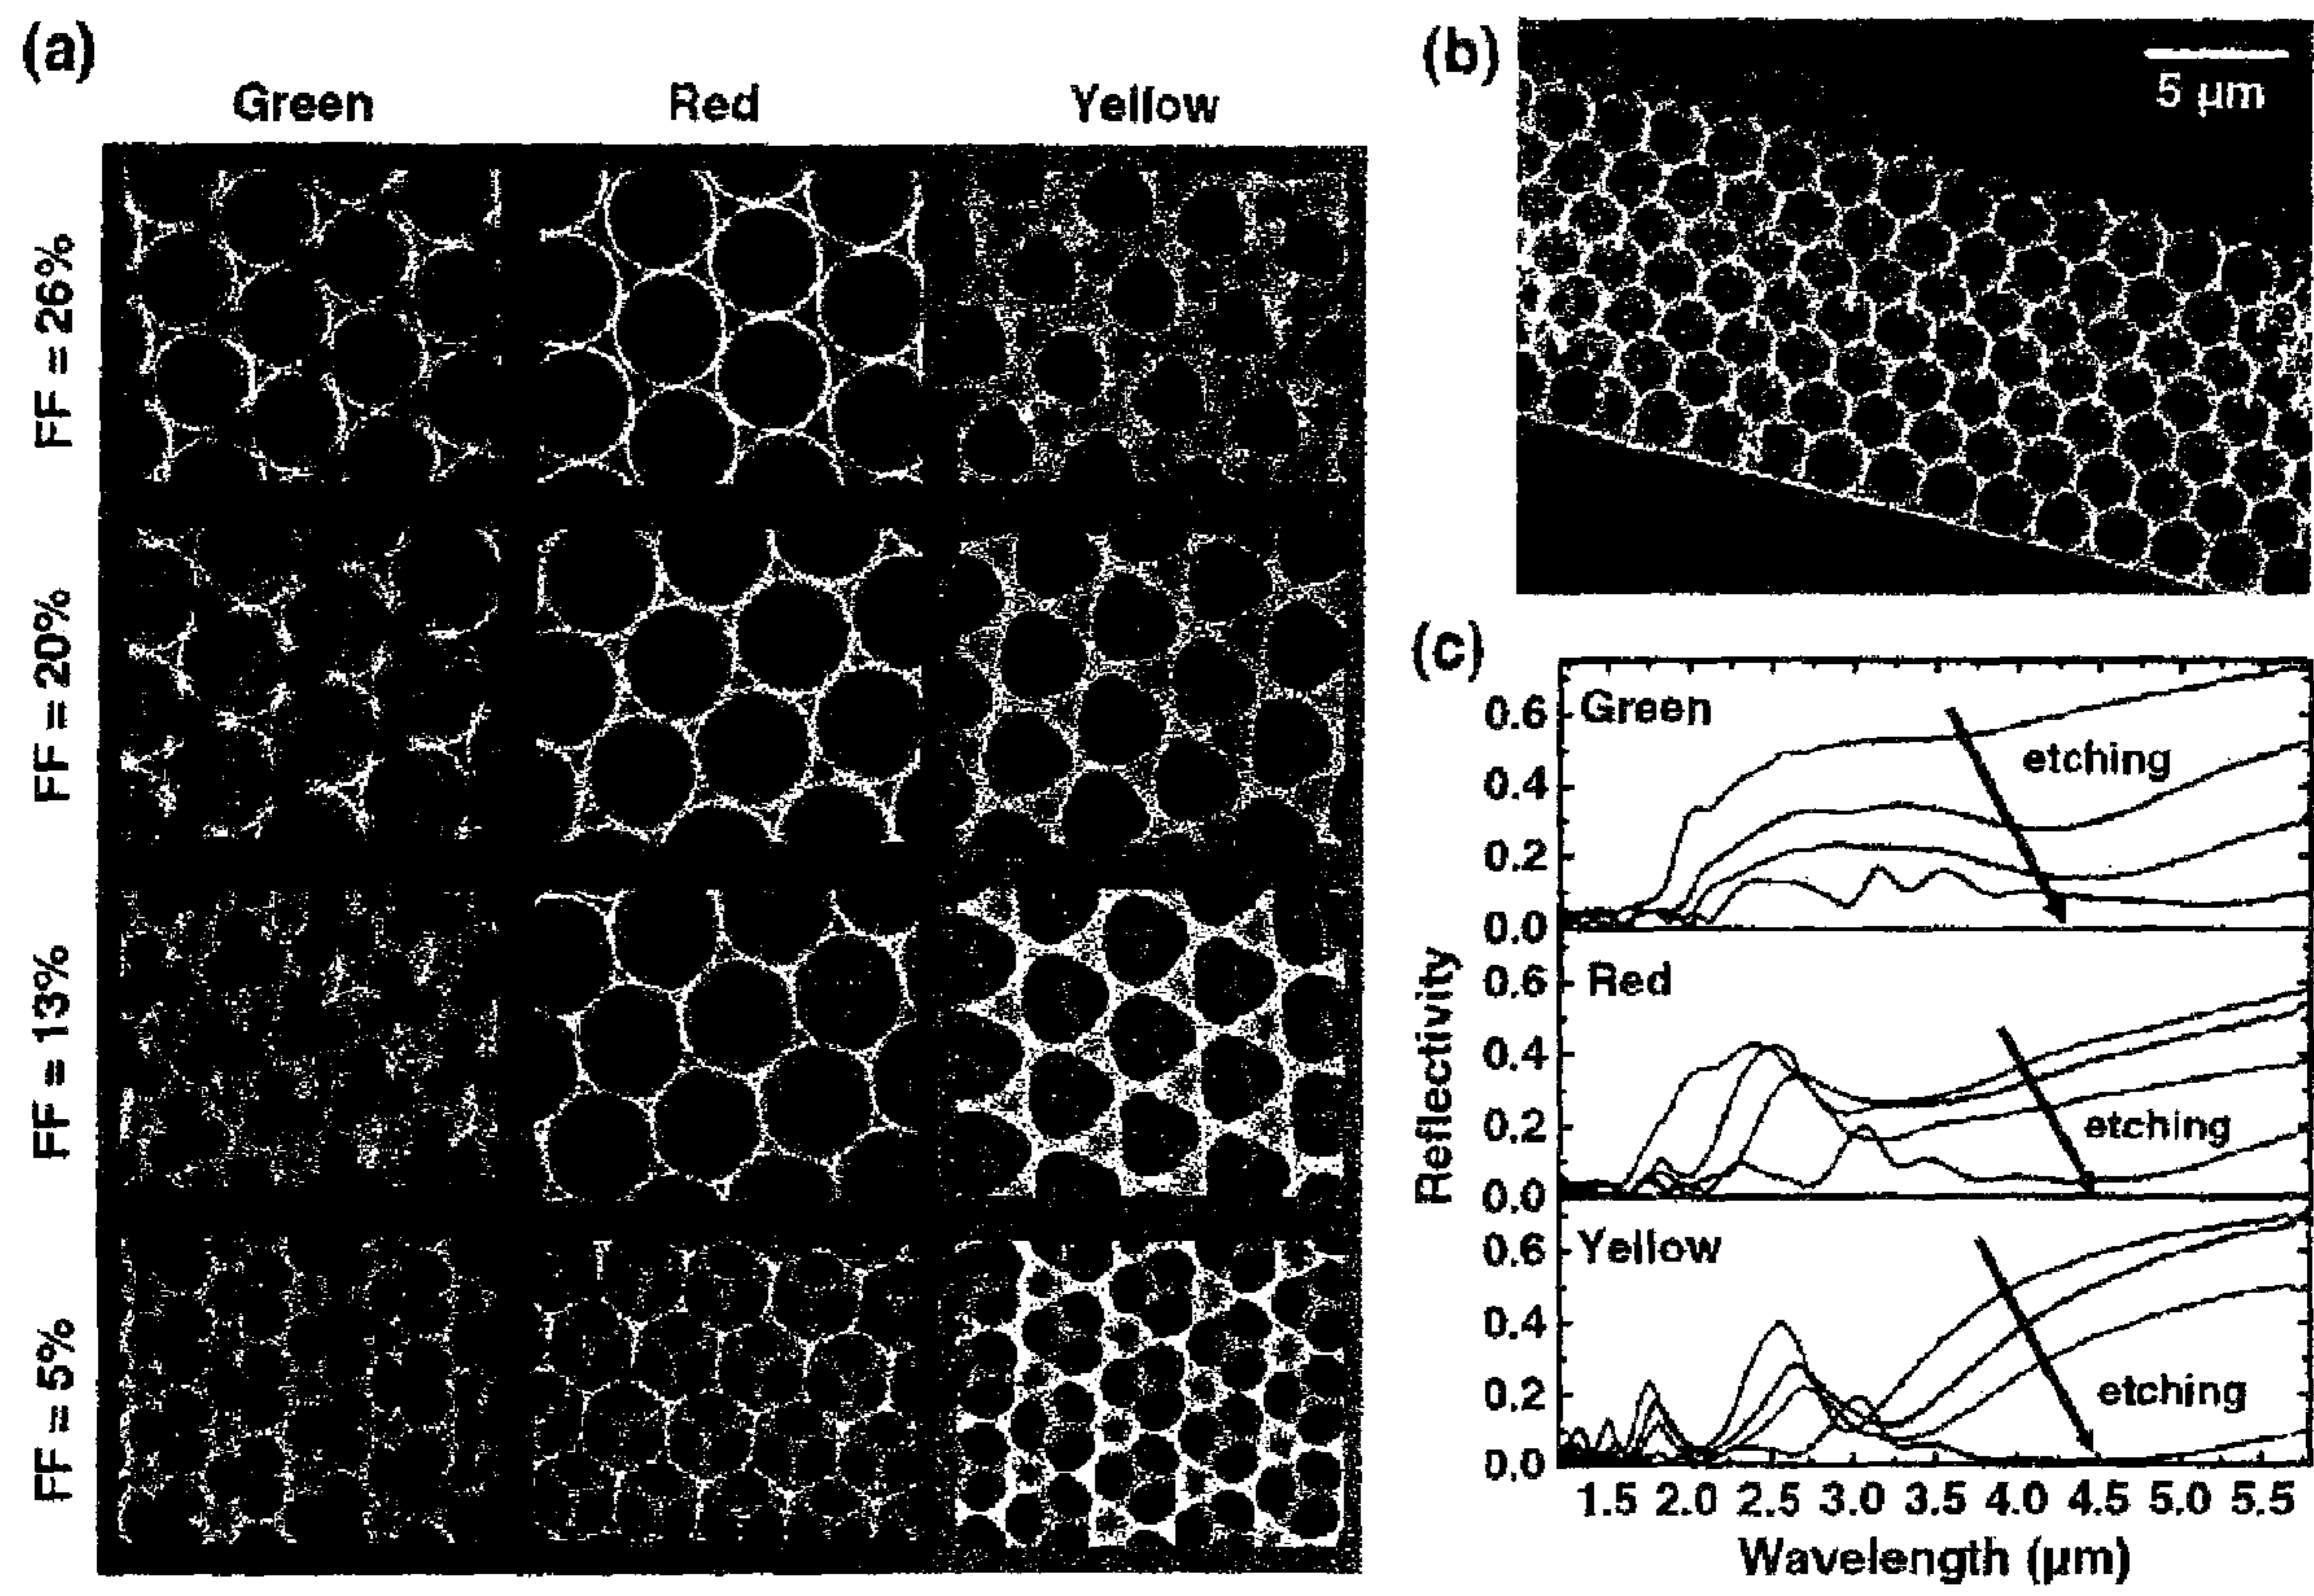 (a)
Green Red Yellow
FF = 26%
FF = 20%
FF = 13%
FF = 5%
(b)
5 µm
(c)
Green
etching
0.6
0.4
0.2
0.0
Red
etching
0.6
0.4
0.2
0.0
Yellow
etching
0.6
0.4
0.2
0.0
Reflectivity
1.5 2.0 2.5 3.0 3.5 4.0 4.5 5.0 5.5
Wavelength (µm)